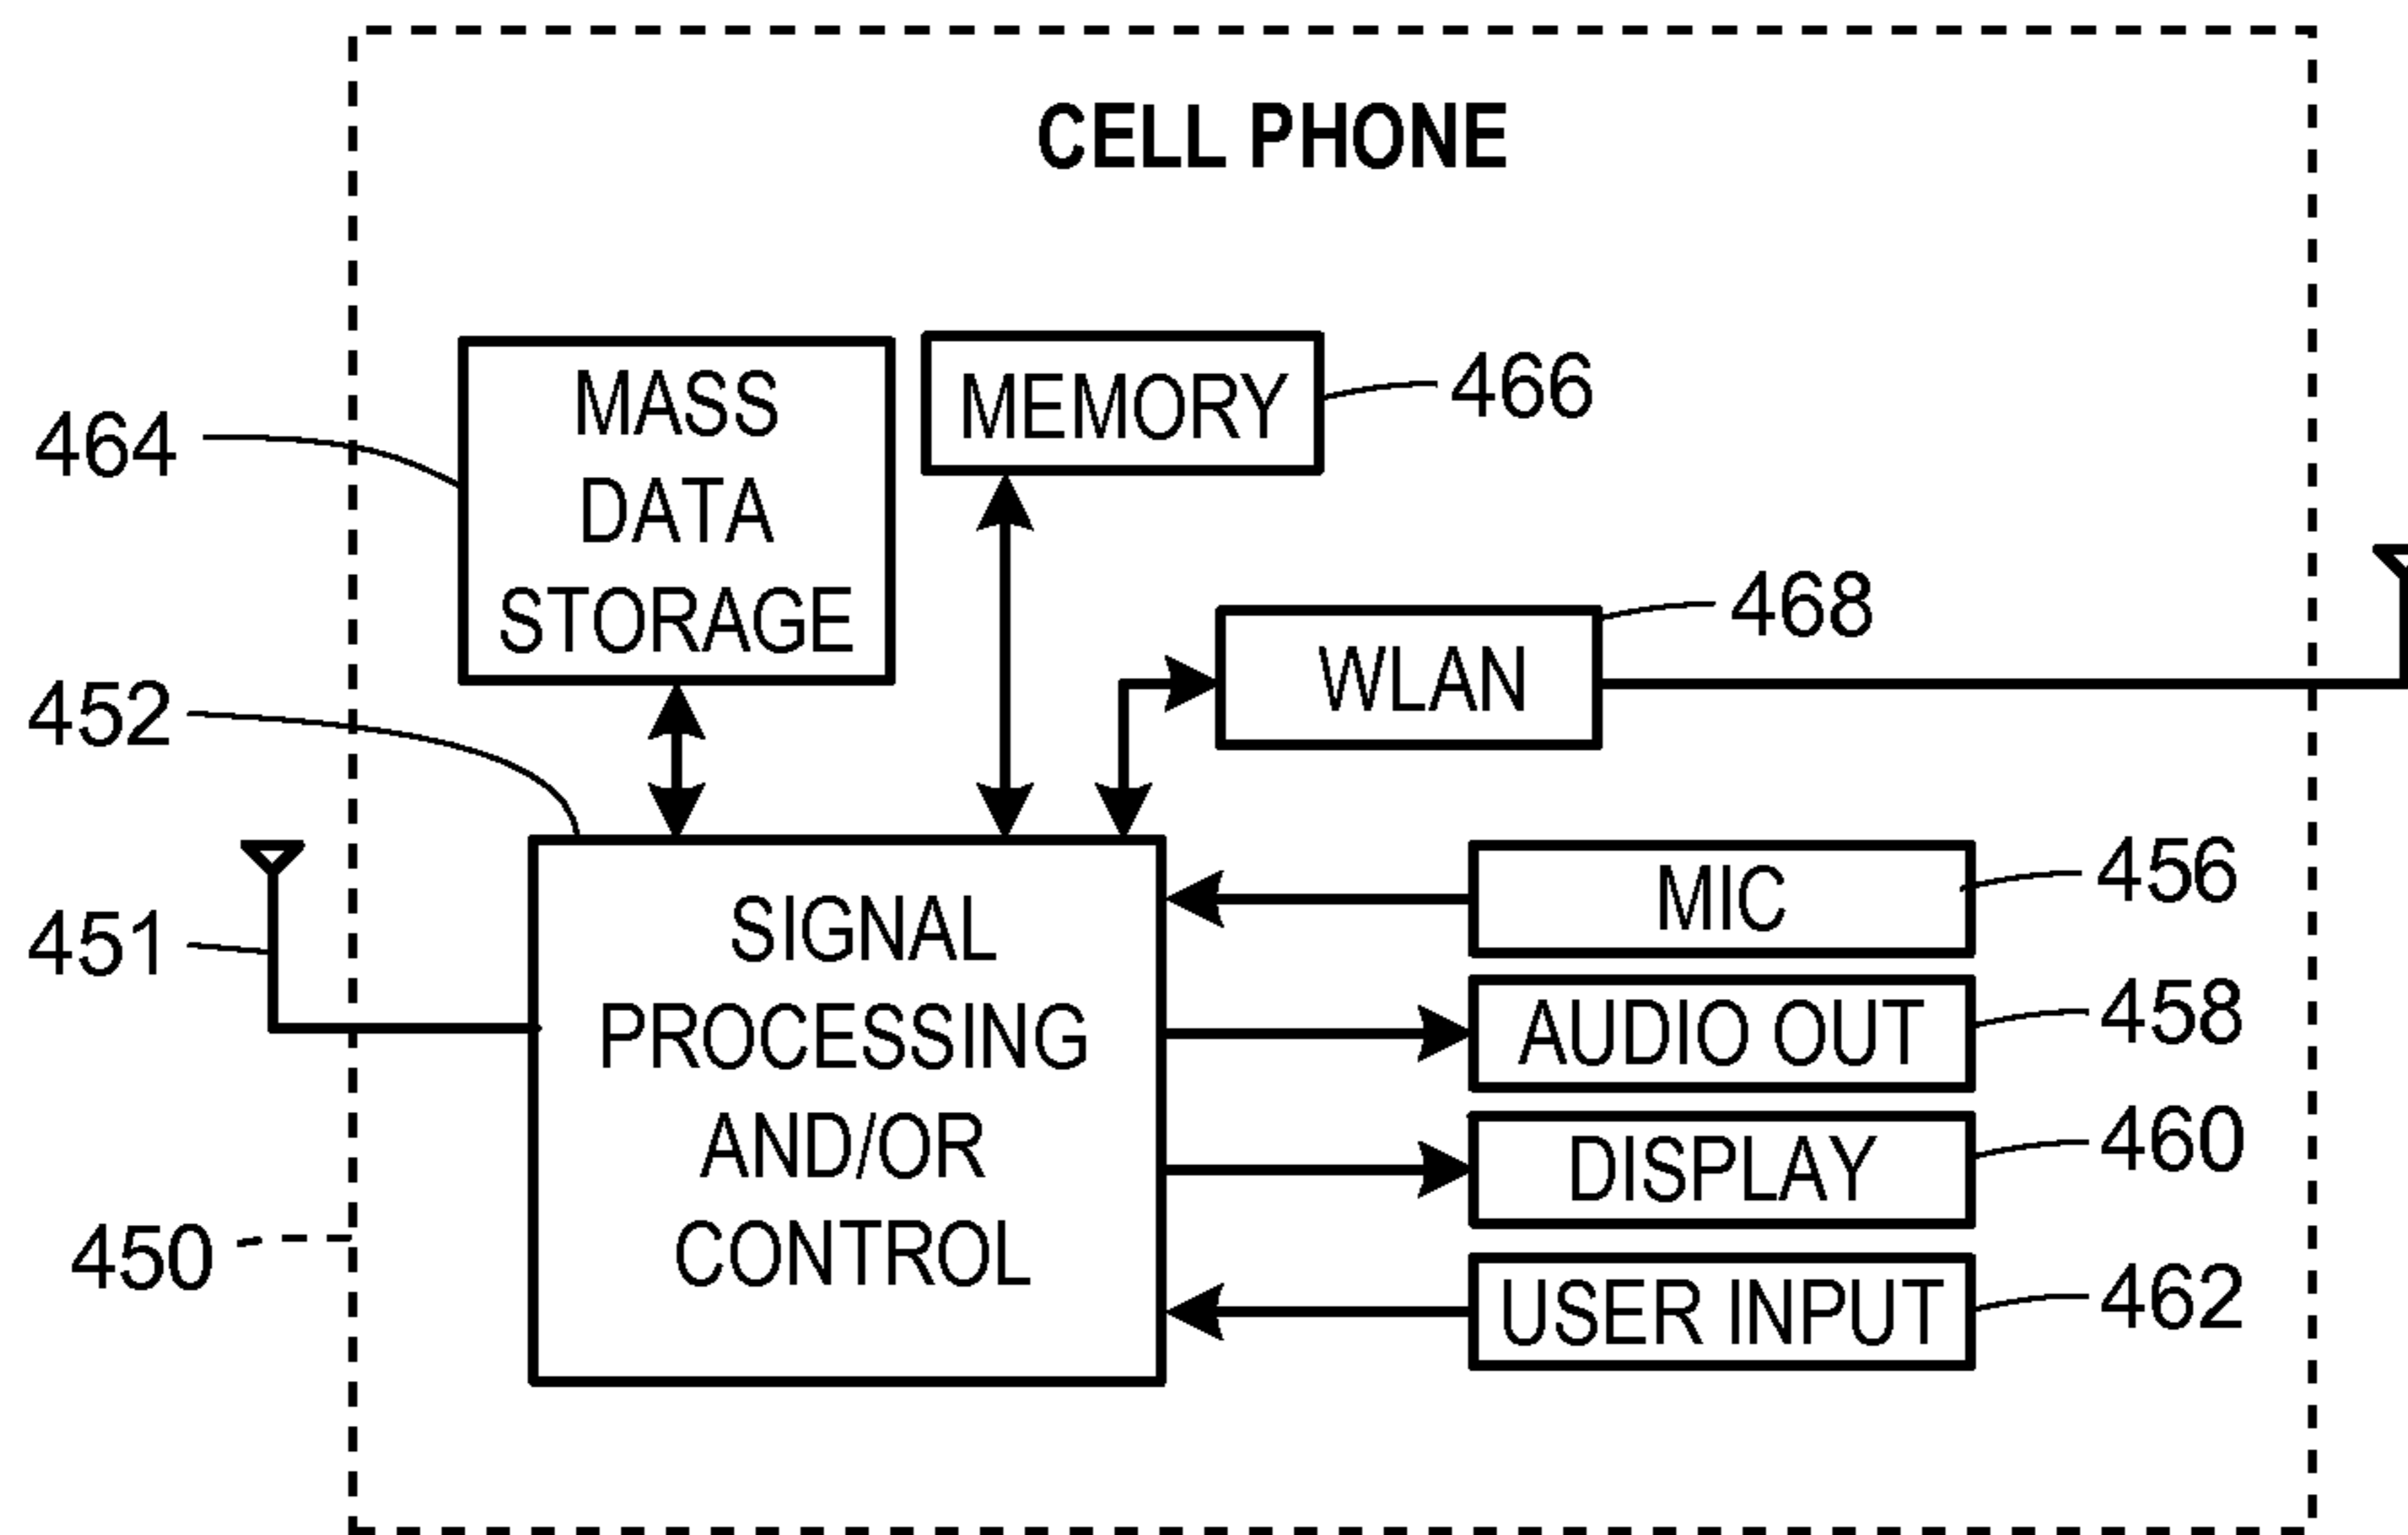 CELL PHONE
MASS
DATA
STORAGE
464
MEMORY
466
WLAN
468
452
451
450
SIGNAL
PROCESSING
AND/OR
CONTROL
MIC
456
AUDIO OUT
458
DISPLAY
460
USER INPUT
462